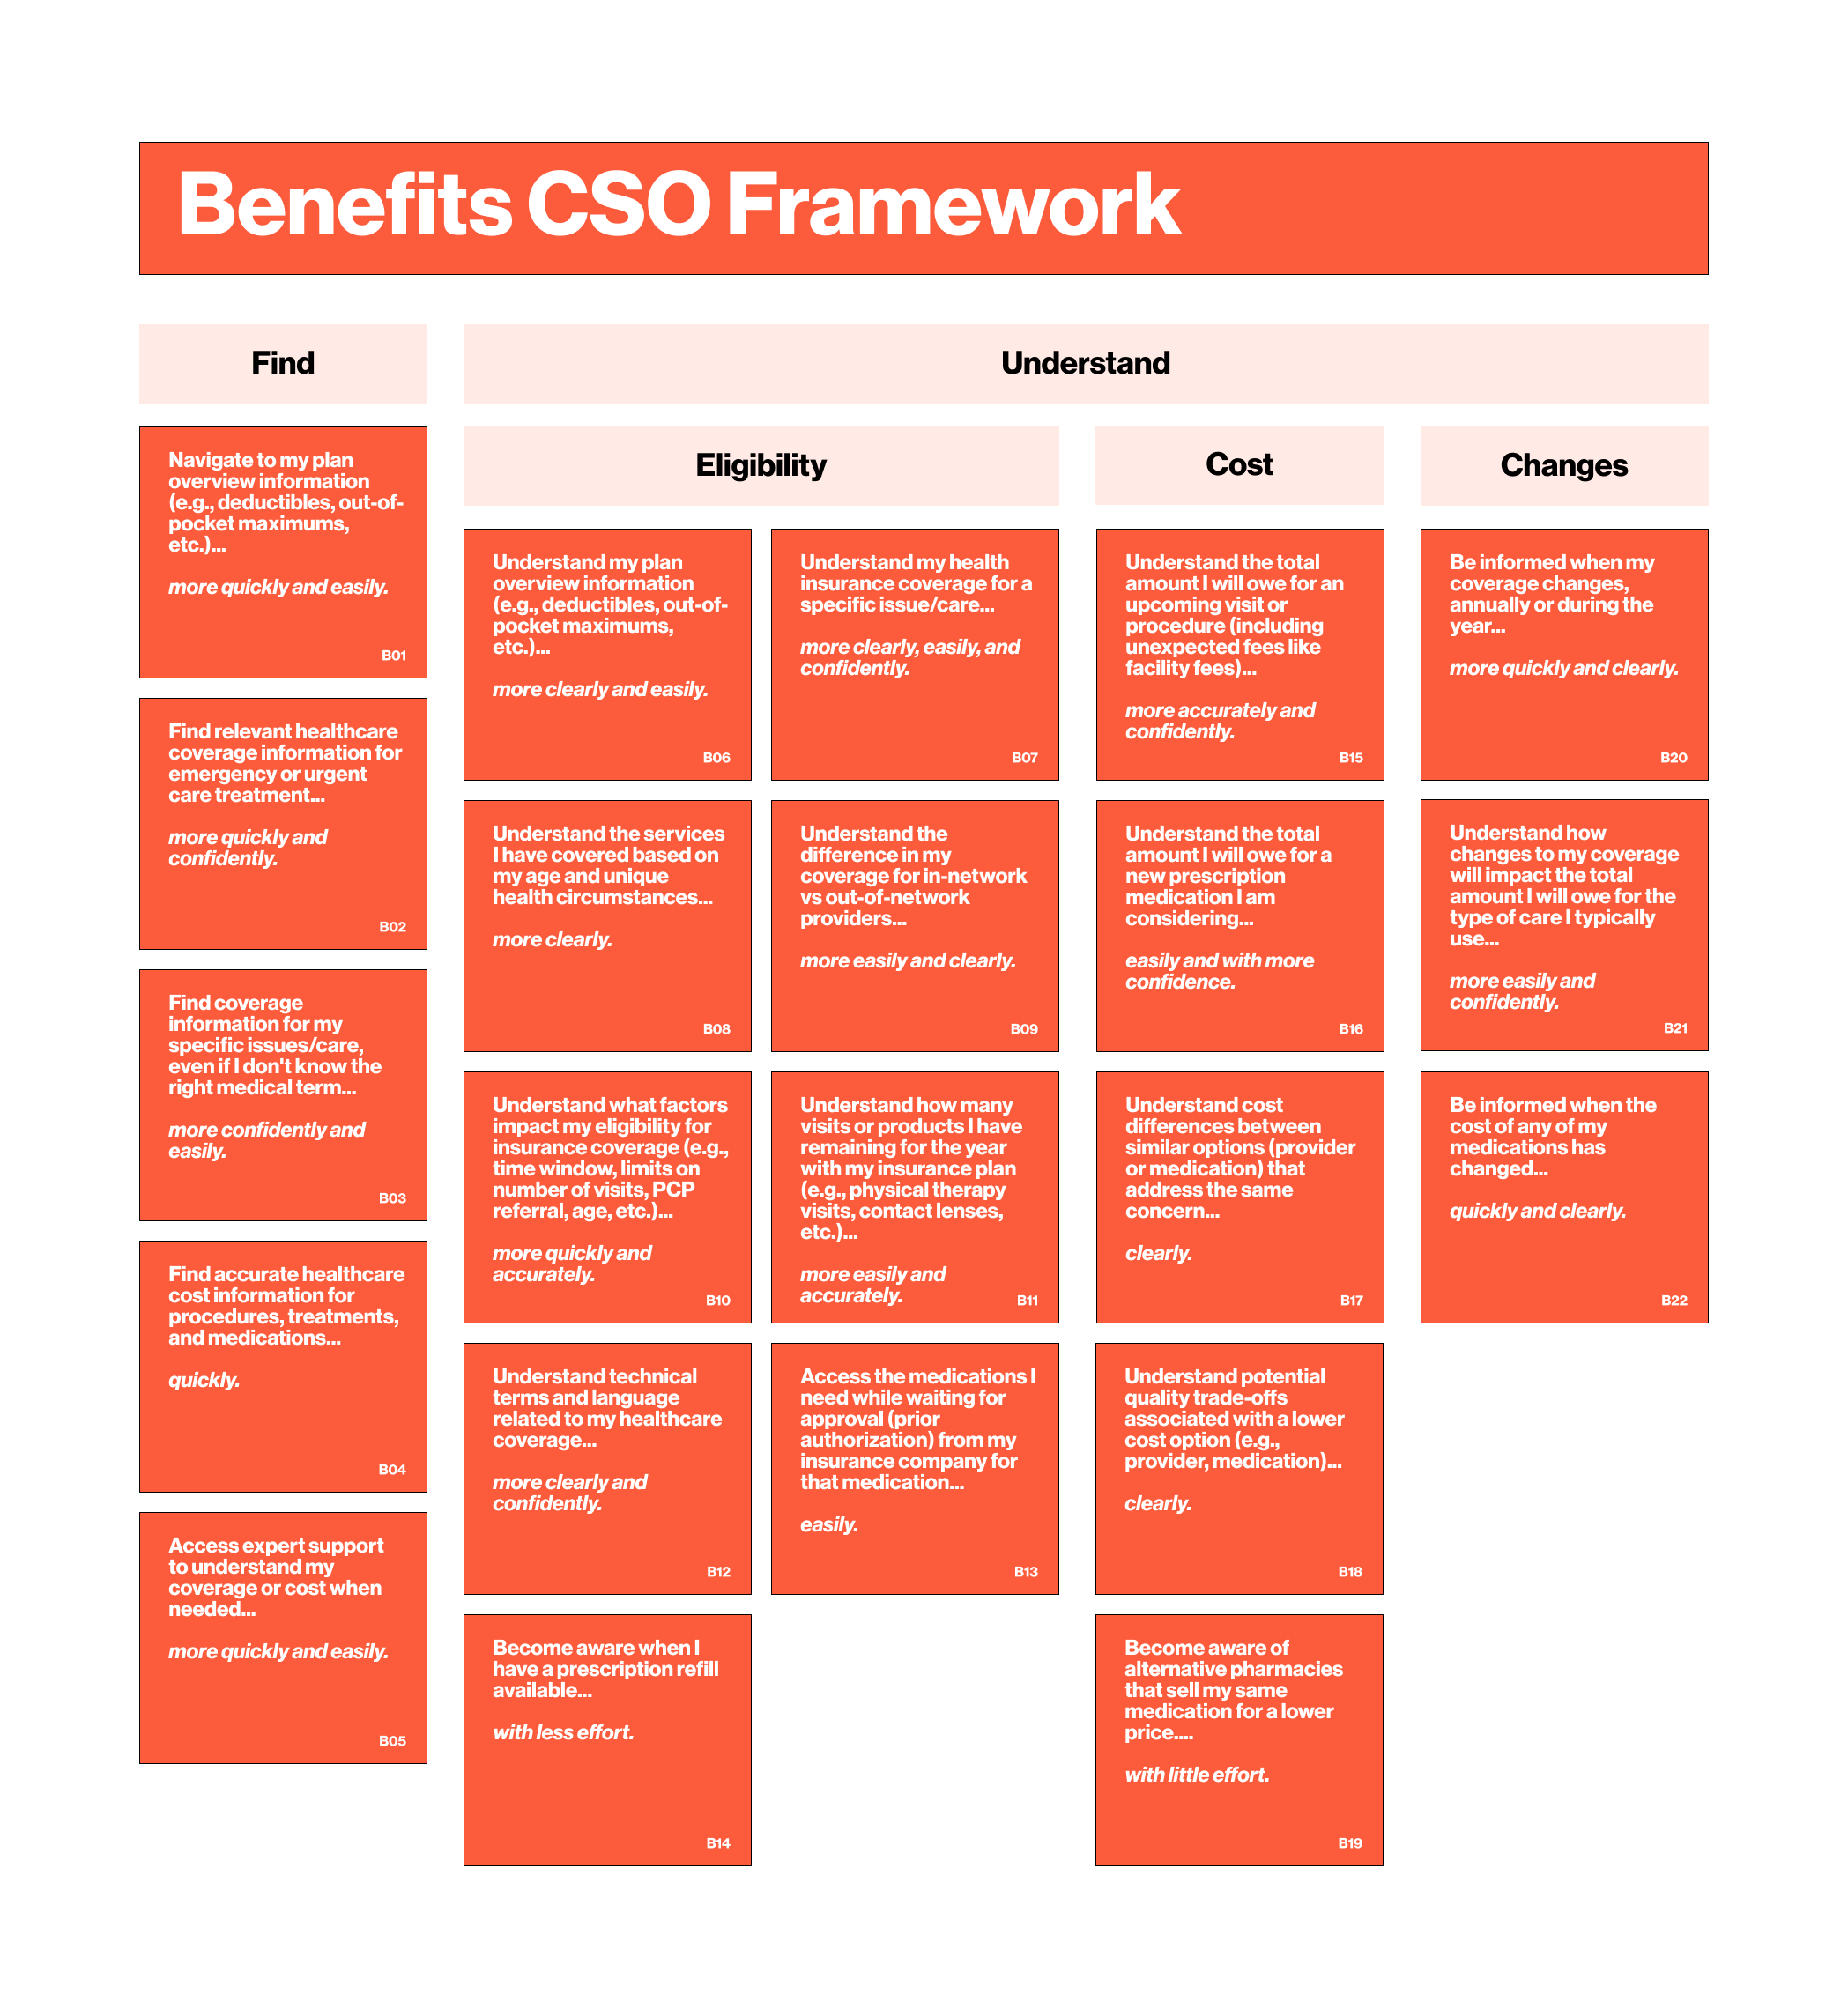 Benefits CSO Framework
Find
Navigate to my plan
overview information
(e.g., deductibles, out-of-
pocket maximums,
etc.)...
more quickly and easily.
B01
Find relevant healthcare
coverage information for
emergency or urgent
care treatment...
more quickly and
confidently.
B02
Find coverage
information for my
specific issues/care,
even if I don't know the
right medical term...
more confidently and
easily.
B03
Find accurate healthcare
cost information for
procedures, treatments,
and medications...
quickly.
B04
Access expert support
to understand my
coverage or cost when
needed...
more quickly and easily.
B05
Understand
Eligibility
Understand my plan
overview information
(e.g., deductibles, out-of-
pocket maximums,
etc.)...
more clearly and easily.
B06
Understand my health
insurance coverage for a
specific issue/care...
more clearly, easily, and
confidently.
B07
Understand the services
I have covered based on
my age and unique
health circumstances...
more clearly.
B08
Understand the
difference in my
coverage for in-network
vs out-of-network
providers...
more easily and clearly.
B09
Understand what factors
impact my eligibility for
insurance coverage (e.g.,
time window, limits on
number of visits, PCP
referral, age, etc.)...
more quickly and
accurately.
B10
Understand how many
visits or products I have
remaining for the year
with my insurance plan
(e.g., physical therapy
visits, contact lenses,
etc.)...
more easily and
accurately.
B11
Understand technical
terms and language
related to my healthcare
coverage...
more clearly and
confidently.
B12
Access the medications I
need while waiting for
approval (prior
authorization) from my
insurance company for
that medication...
easily.
B13
Become aware when I
have a prescription refill
available...
with less effort.
B14
Cost
Understand the total
amount I will owe for an
upcoming visit or
procedure (including
unexpected fees like
facility fees)...
more accurately and
confidently.
B15
Understand the total
amount I will owe for a
new prescription
medication I am
considering...
easily and with more
confidence.
B16
Understand cost
differences between
similar options (provider
or medication) that
address the same
concern...
clearly.
B17
Understand potential
quality trade-offs
associated with a lower
cost option (e.g.,
provider, medication)...
clearly.
B18
Become aware of
alternative pharmacies
that sell my same
medication for a lower
price....
with little effort.
B19
Changes
Be informed when my
coverage changes,
annually or during the
year...
more quickly and clearly.
B20
Understand how
changes to my coverage
will impact the total
amount I will owe for the
type of care I typically
use...
more easily and
confidently.
B21
Be informed when the
cost of any of my
medications has
changed...
quickly and clearly.
B22